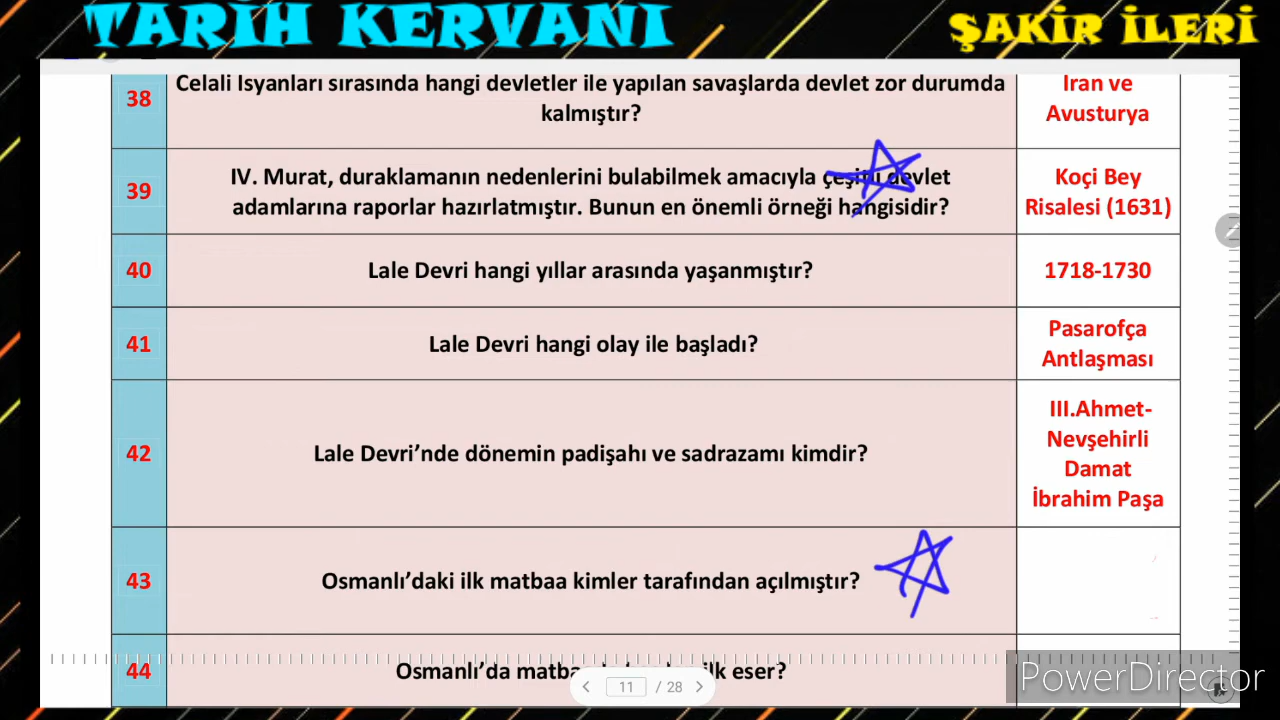 TARİH KERVANI
ŞAKİR İLERİ
38
Celali İsyanları sırasında hangi devletler ile yapılan savaşlarda devlet zor durumda
kalmıştır?
İran ve
Avusturya
39
IV. Murat, duraklamanın nedenlerini bulabilmek amacıyla çeşitli devlet
adamlarına raporlar hazırlatmıştır. Bunun en önemli örneği hangisidir?
Koçi Bey
Risalesi (1631)
40
Lale Devri hangi yıllar arasında yaşanmıştır?
1718-1730
41
Lale Devri hangi olay ile başladı?
Pasarofça
Antlaşması
42
Lale Devri’nde dönemin padişahı ve sadrazamı kimdir?
III.Ahmet-
Nevşehirli
Damat
İbrahim Paşa
43
Osmanlı’daki ilk matbaa kimler tarafından açılmıştır?
44
Osmanlı’da ilk eser?
11 / 28
PowerDirector